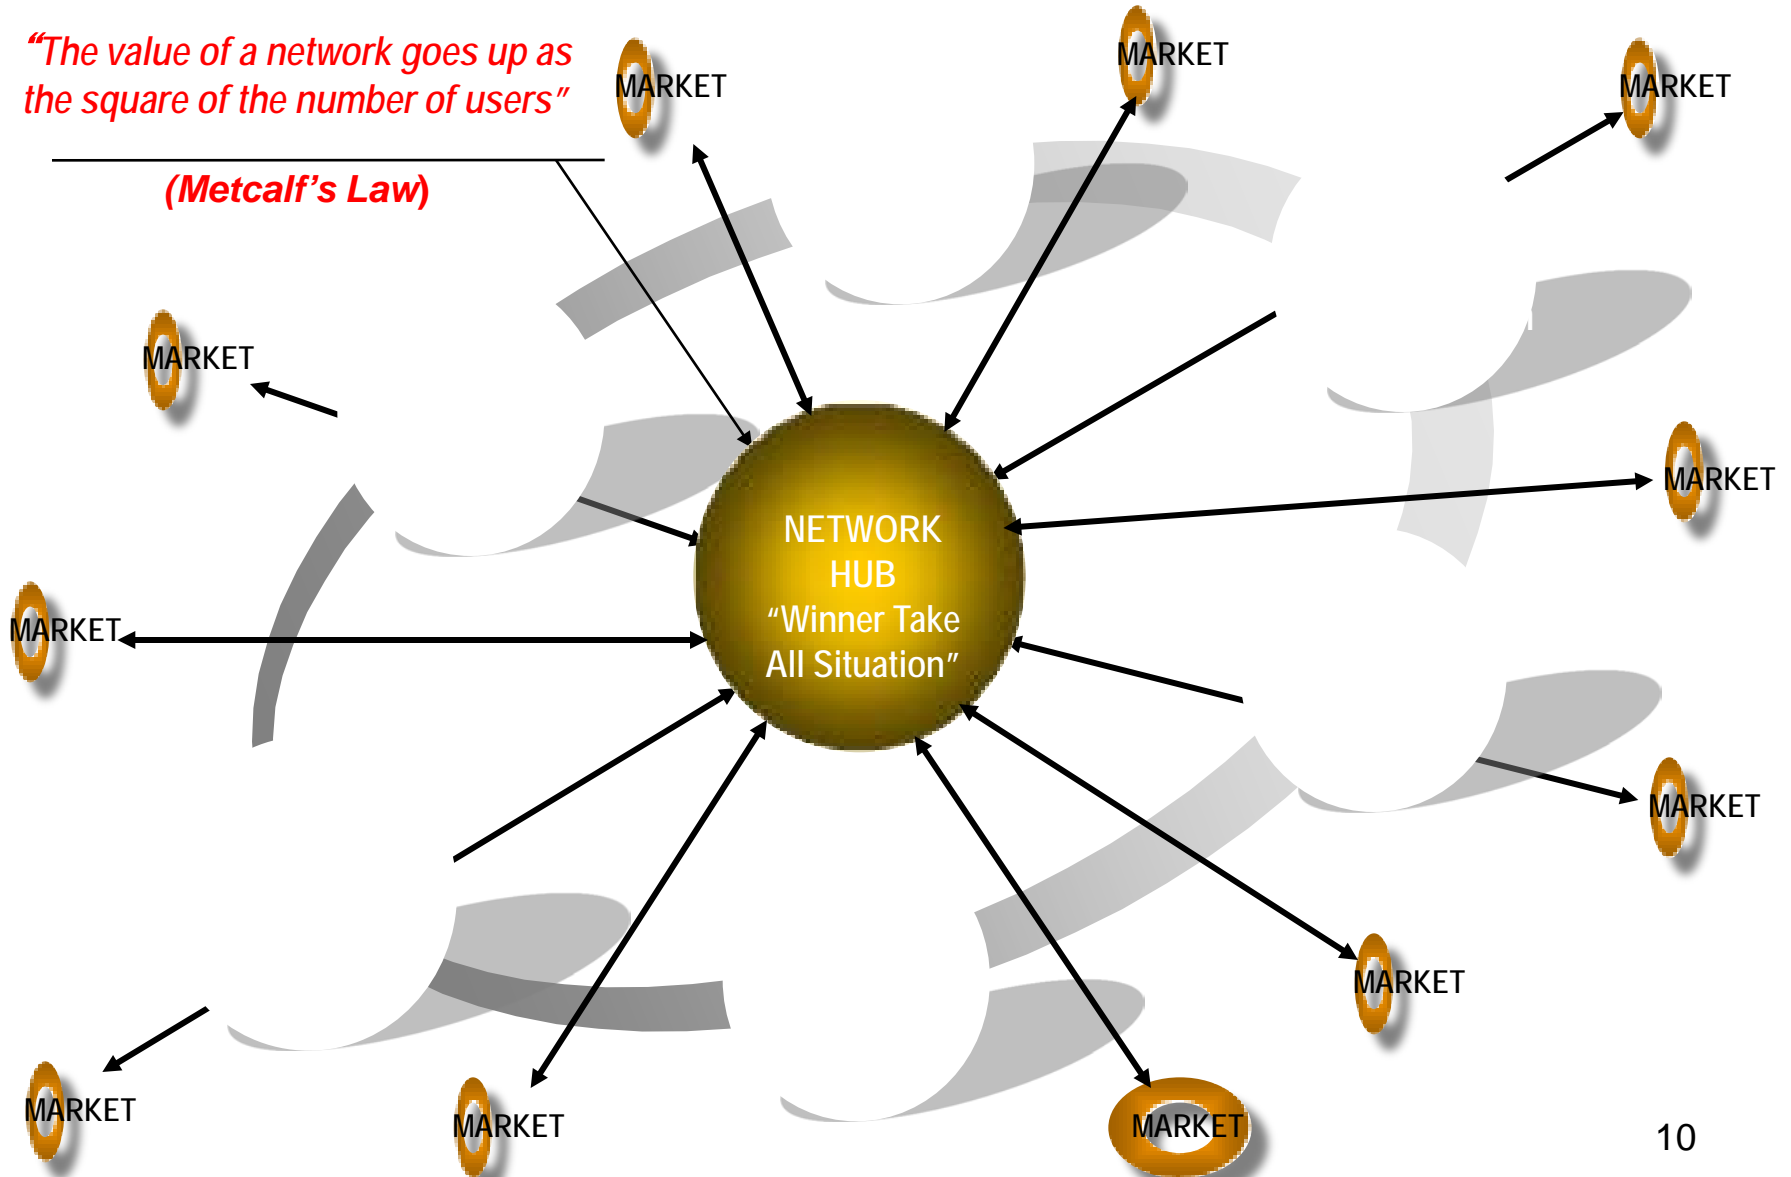 “The value of a network goes up as
the square of the number of users”
(Metcalf’s Law)
MARKET
MARKET
MARKET
MARKET
MARKET
NETWORK
HUB
“Winner Take
All Situation”
MARKET
MARKET
MARKET
MARKET
MARKET
MARKET
10